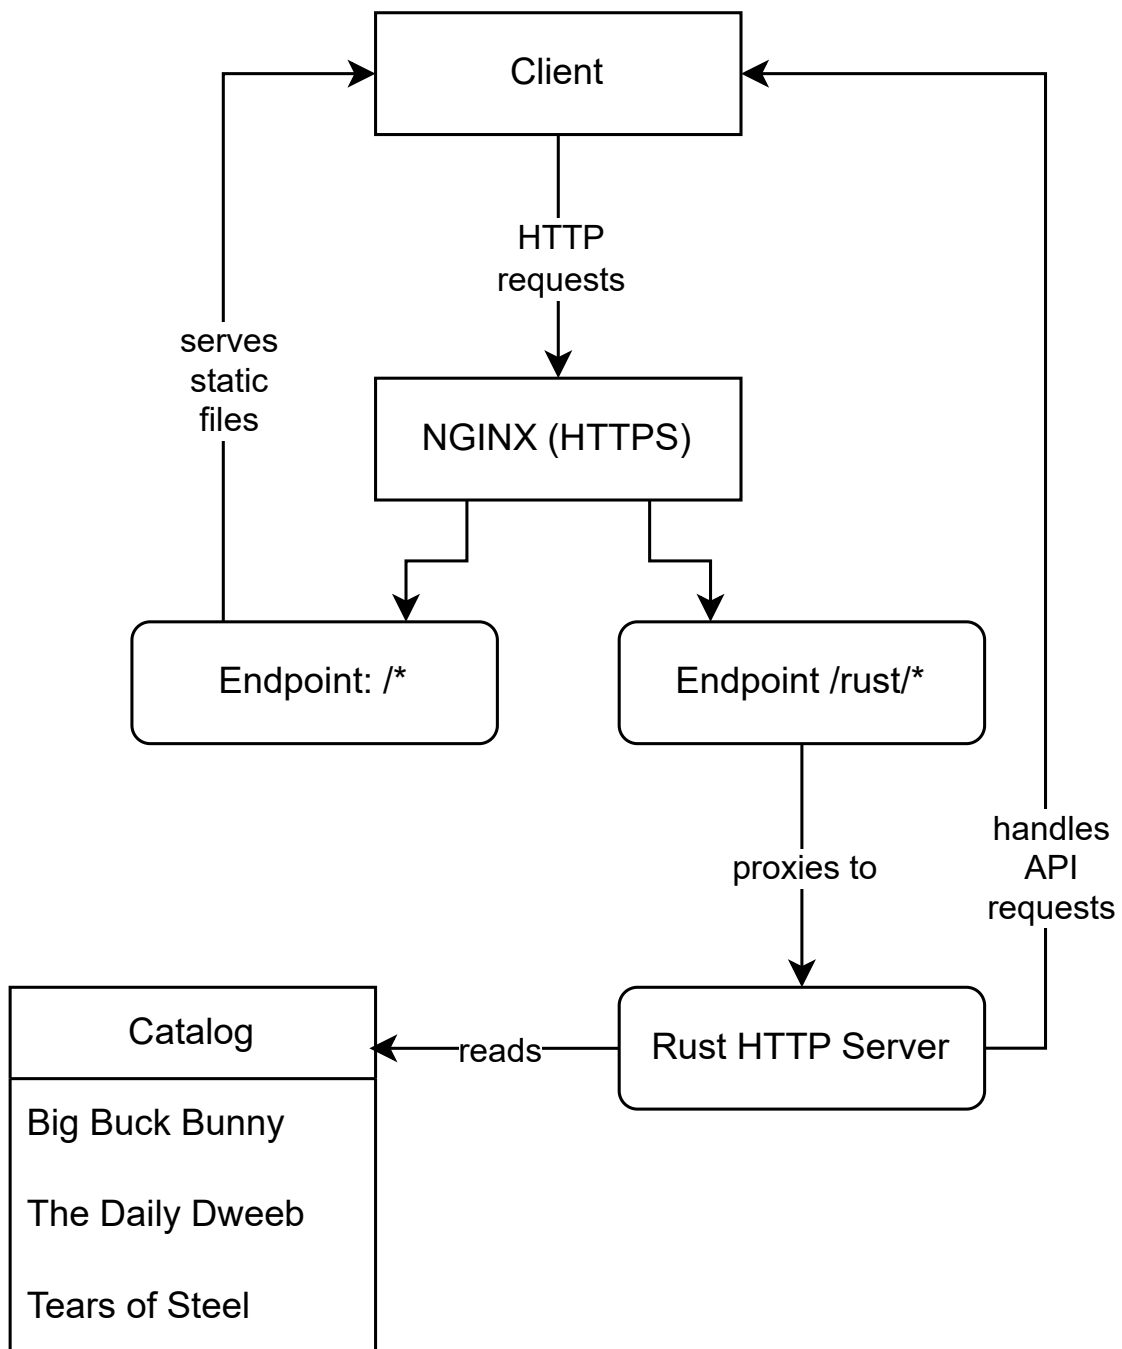 Client
HTTP
requests
serves
static
files
NGINX (HTTPS)
Endpoint: /*
Endpoint /rust/*
proxies to
handles
API
requests
Catalog
reads
Rust HTTP Server
Big Buck Bunny
The Daily Dweeb
Tears of Steel